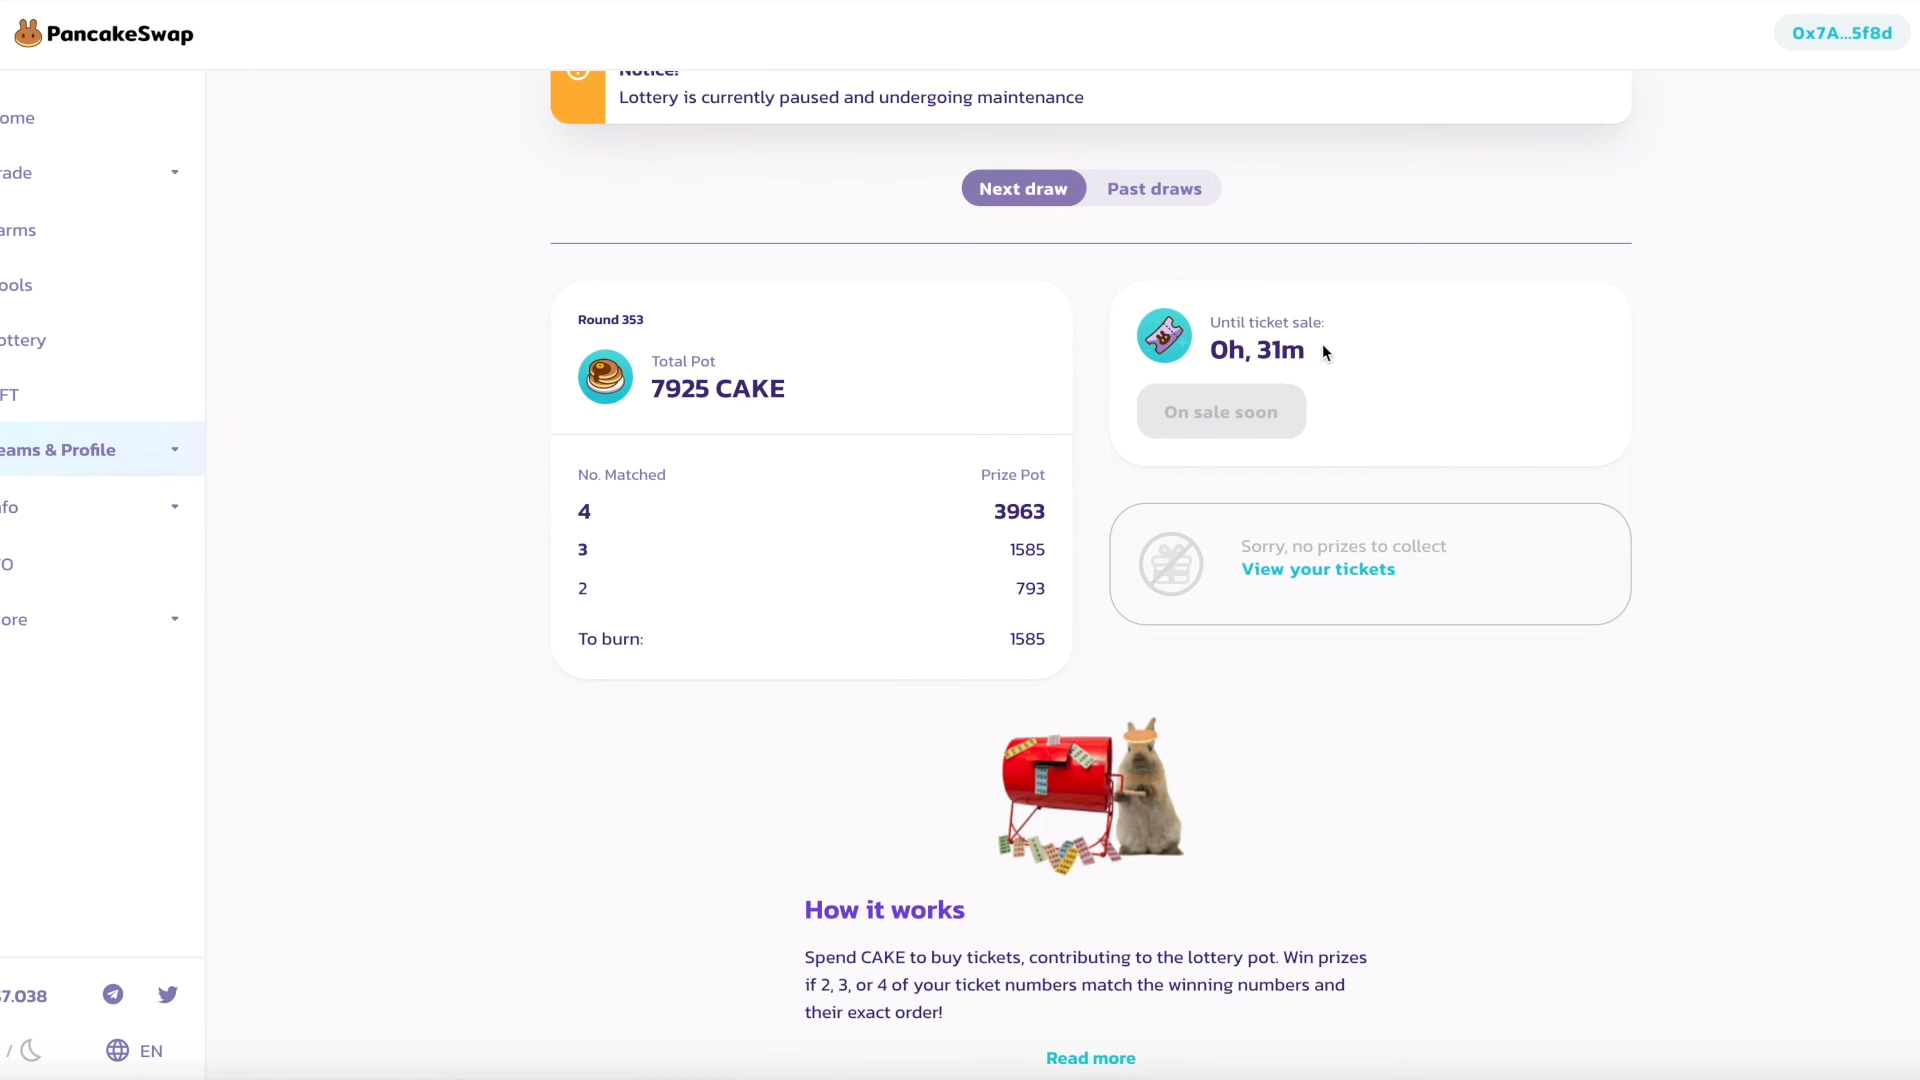 PancakeSwap
0x7A...5f8d
Notice!
Lottery is currently paused and undergoing maintenance
ome
rade
arms
ools
ottery
FT
eams & Profile
nfo
FO
ore
Next draw
Past draws
Round 353
Total Pot
7925 CAKE
No. Matched Prize Pot
4 3963
3 1585
2 793
To burn: 1585
Until ticket sale:
0h, 31m
On sale soon
Sorry, no prizes to collect
View your tickets
How it works
Spend CAKE to buy tickets, contributing to the lottery pot. Win prizes
if 2, 3, or 4 of your ticket numbers match the winning numbers and
their exact order!
Read more
7.038
/
EN